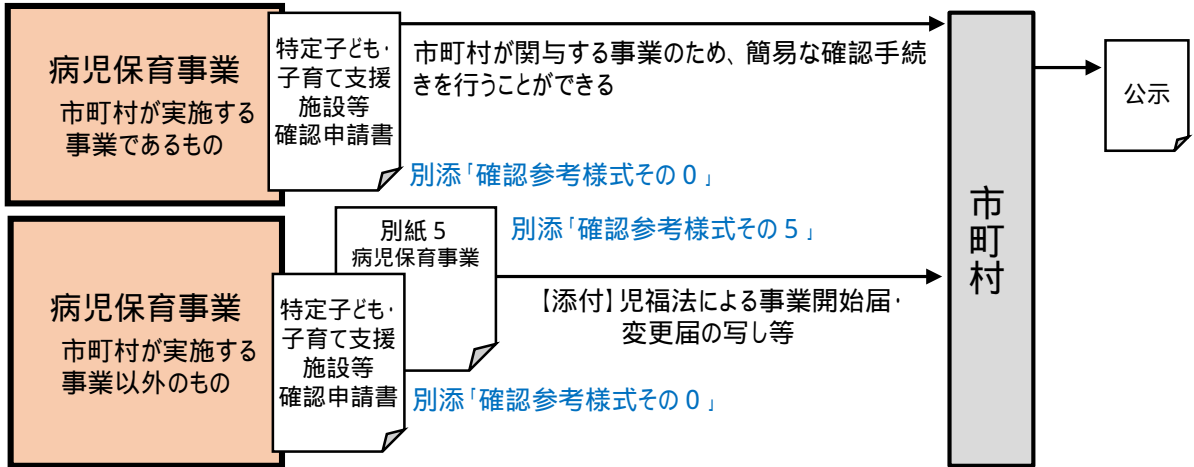 病児保育事業
市町村が実施する
事業であるもの
特定子ども・
子育て支援
施設等
確認申請書
市町村が関与する事業のため、簡易な確認手続
きを行うことができる
別添「確認参考様式その０」
病児保育事業
市町村が実施する
事業以外のもの
別紙５
病児保育事業
別添「確認参考様式その５」
特定子ども・
子育て支援
施設等
確認申請書
【添付】児福法による事業開始届・
変更届の写し等
別添「確認参考様式その０」
市町村
公示